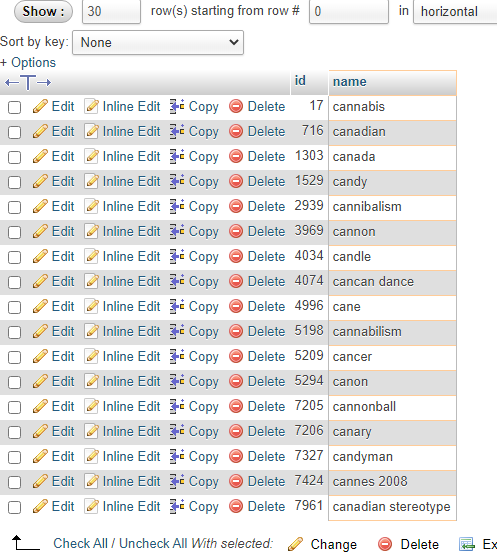 Show : 30 row(s) starting from row # 0 in horizontal
Sort by key: None
+ Options
id name
Edit Inline Edit Copy Delete 17 cannabis
Edit Inline Edit Copy Delete 716 canadian
Edit Inline Edit Copy Delete 1303 canada
Edit Inline Edit Copy Delete 1529 candy
Edit Inline Edit Copy Delete 2939 cannibalism
Edit Inline Edit Copy Delete 3969 cannon
Edit Inline Edit Copy Delete 4034 candle
Edit Inline Edit Copy Delete 4074 cancan dance
Edit Inline Edit Copy Delete 4996 cane
Edit Inline Edit Copy Delete 5198 cannabilism
Edit Inline Edit Copy Delete 5209 cancer
Edit Inline Edit Copy Delete 5294 canon
Edit Inline Edit Copy Delete 7205 cannonball
Edit Inline Edit Copy Delete 7206 canary
Edit Inline Edit Copy Delete 7327 candyman
Edit Inline Edit Copy Delete 7424 cannes 2008
Edit Inline Edit Copy Delete 7961 canadian stereotype
Check All / Uncheck All With selected: Change Delete Ex